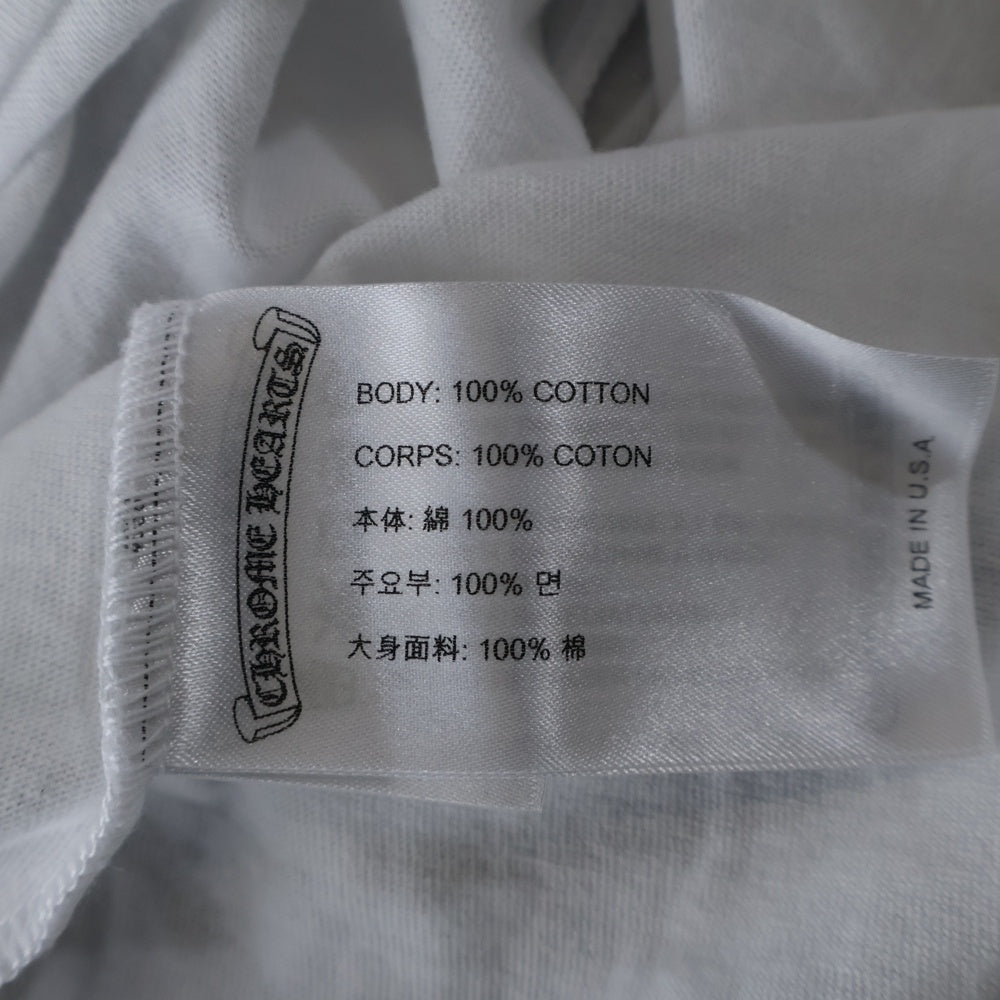 CHROME HEARTS
BODY: 100% COTTON
CORPS: 100% COTON
本体: 綿 100%
주요부: 100% 면
大身面料: 100% 棉
MADE IN U.S.A